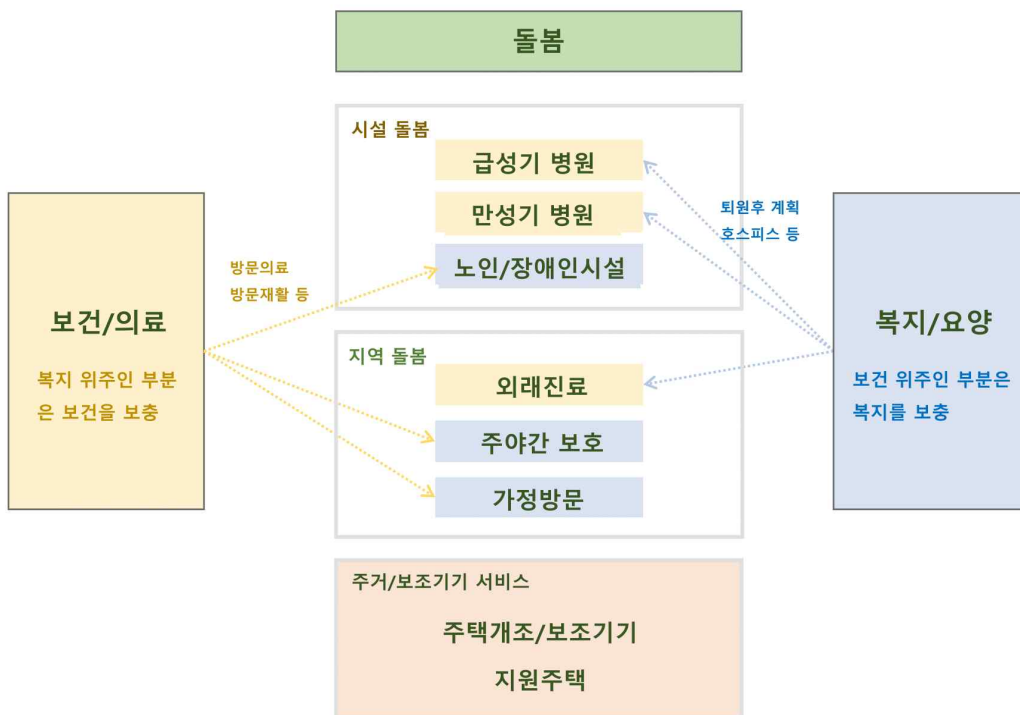 돌봄
시설 돌봄
급성기 병원
만성기 병원
노인/장애인시설
퇴원후 계획
호스피스 등
방문의료
방문재활 등
보건/의료
복지 위주인 부분
은 보건을 보충
복지/요양
보건 위주인 부분은
복지를 보충
지역 돌봄
외래진료
주야간 보호
가정방문
주거/보조기기 서비스
주택개조/보조기기
지원주택